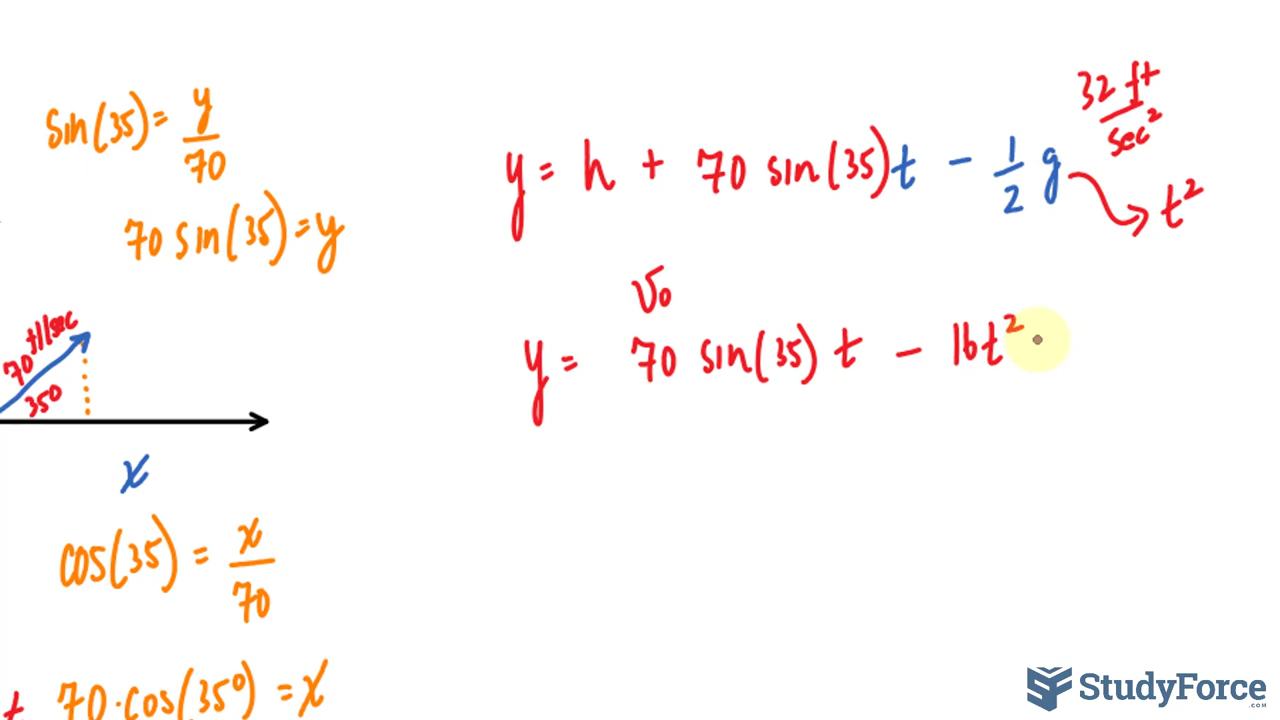 sin(35) = y/70
70 sin(35) = y
70 ft/sec
35°
x
cos(35) = x/70
t 70·cos(35°) = x
32 ft/sec²
y = h + 70 sin(35)t - 1/2 g t²
v₀
y = 70 sin(35) t - 16t²
StudyForce
.COM